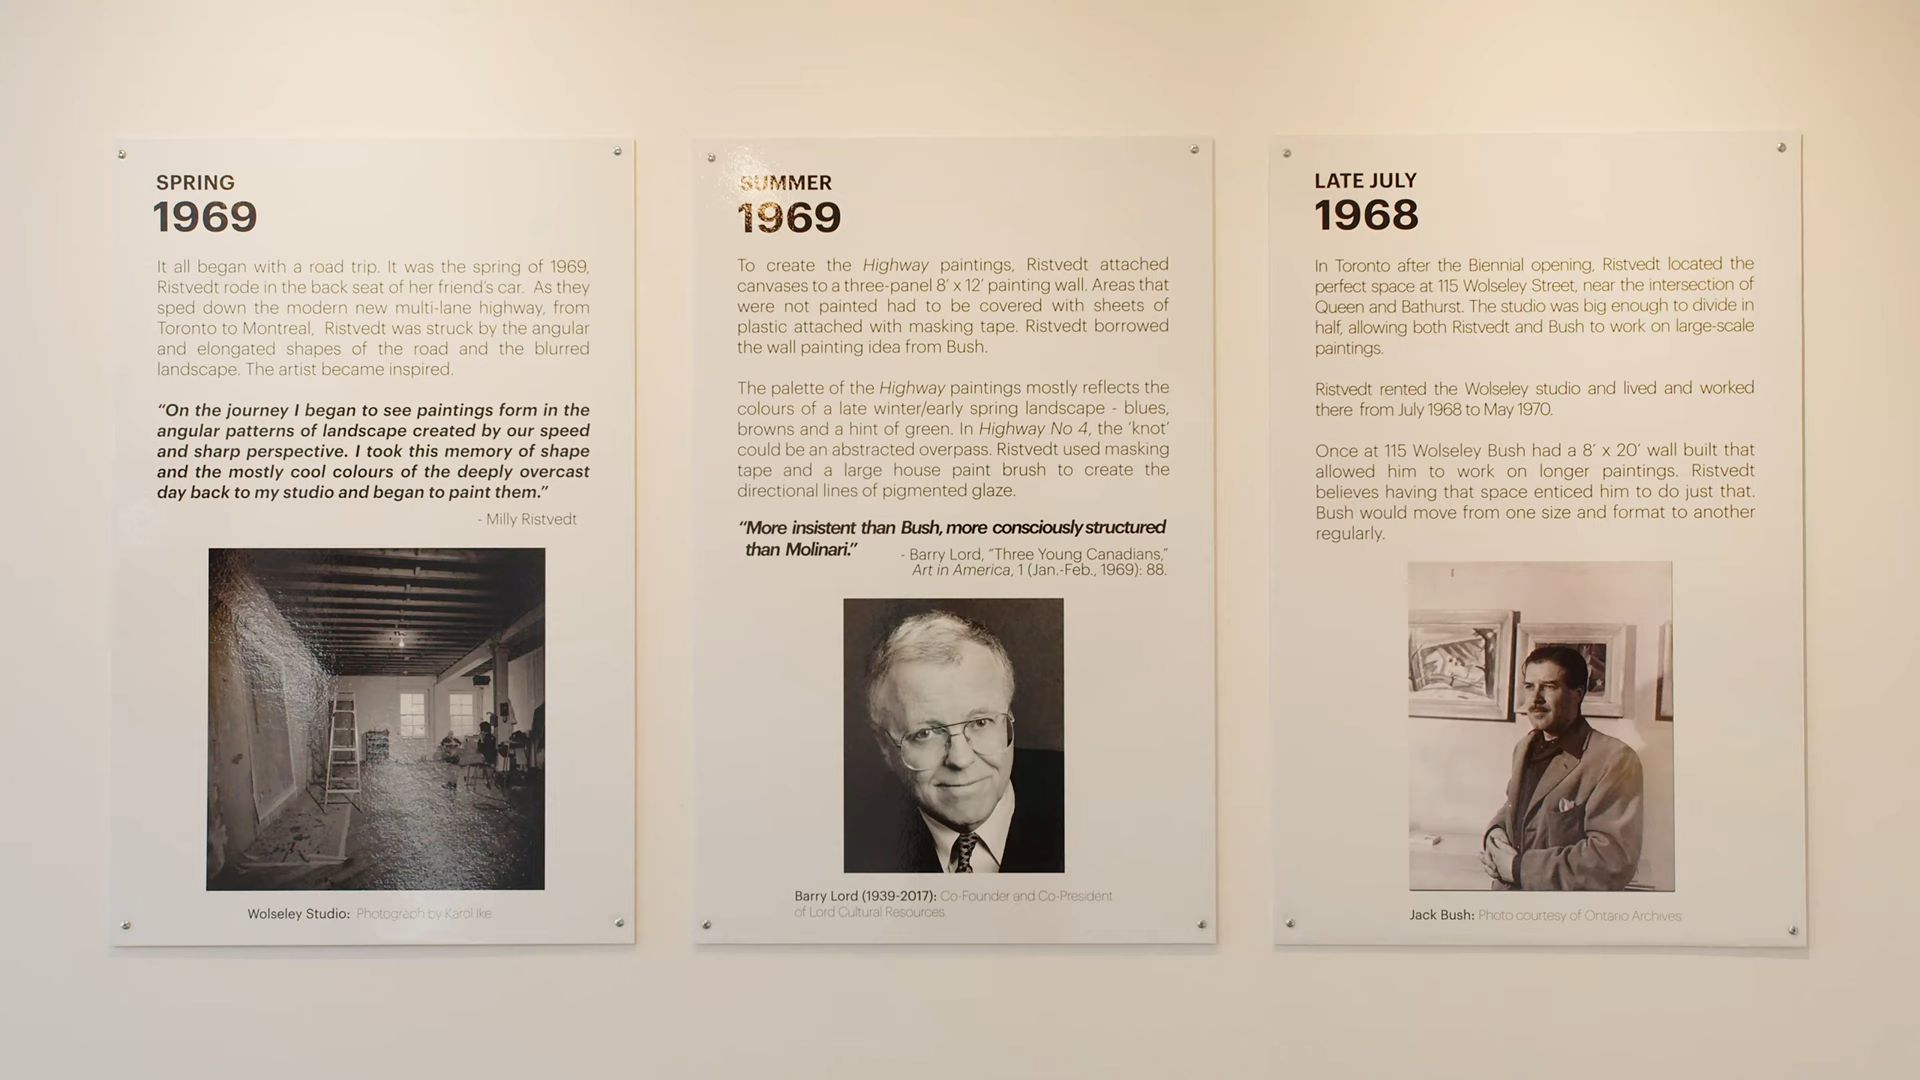 SPRING
1969
It all began with a road trip. It was the spring of 1969,
Ristvedt rode in the back seat of her friend's car. As they
sped down the modern new multi-lane highway, from
Toronto to Montreal, Ristvedt was struck by the angular
and elongated shapes of the road and the blurred
landscape. The artist became inspired.
"On the journey I began to see paintings form in the
angular patterns of landscape created by our speed
and sharp perspective. I took this memory of shape
and the mostly cool colours of the deeply overcast
day back to my studio and began to paint them."
- Milly Ristvedt
Wolseley Studio: Photograph by Karol Ike
SUMMER
1969
To create the Highway paintings, Ristvedt attached
canvases to a three-panel 8' x 12' painting wall. Areas that
were not painted had to be covered with sheets of
plastic attached with masking tape. Ristvedt borrowed
the wall painting idea from Bush.
The palette of the Highway paintings mostly reflects the
colours of a late winter/early spring landscape - blues,
browns and a hint of green. In Highway No 4, the 'knot'
could be an abstracted overpass. Ristvedt used masking
tape and a large house paint brush to create the
directional lines of pigmented glaze.
"More insistent than Bush, more consciously structured
than Molinari."
- Barry Lord, "Three Young Canadians,"
Art in America, 1 (Jan.-Feb., 1969): 88.
Barry Lord (1939-2017): Co-Founder and Co-President
of Lord Cultural Resources.
LATE JULY
1968
In Toronto after the Biennial opening, Ristvedt located the
perfect space at 115 Wolseley Street, near the intersection of
Queen and Bathurst. The studio was big enough to divide in
half, allowing both Ristvedt and Bush to work on large-scale
paintings.
Ristvedt rented the Wolseley studio and lived and worked
there from July 1968 to May 1970.
Once at 115 Wolseley Bush had a 8' x 20' wall built that
allowed him to work on longer paintings. Ristvedt
believes having that space enticed him to do just that.
Bush would move from one size and format to another
regularly.
Jack Bush: Photo courtesy of Ontario Archives